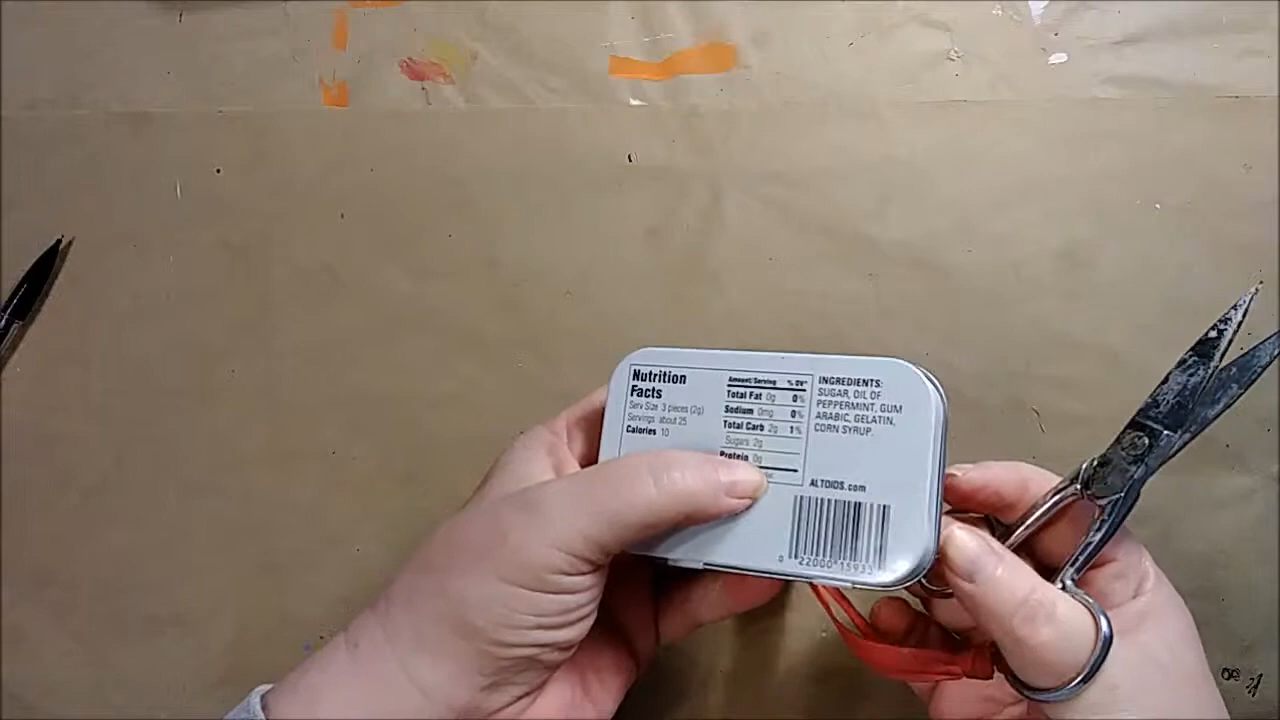 Nutrition
Facts
Serv Size 3 pieces (2g)
Servings about 25
Calories 10
Amount/Serving % DV*
Total Fat 0g 0%
Sodium 0mg 0%
Total Carb 2g 1%
Sugars 2g
Protein 0g
INGREDIENTS:
SUGAR, OIL OF
PEPPERMINT, GUM
ARABIC, GELATIN,
CORN SYRUP.
ALTOIDS.com
0 22000 15933